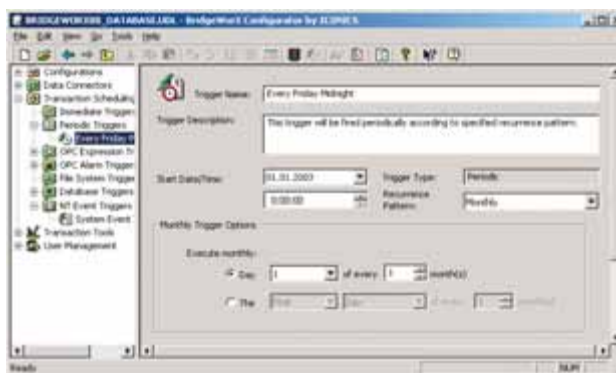 BRIDGEWORX_DATABASE.UDL - BridgeWorX Configurator by ICONICS
File Edit View Go Tools Help
Configurations
Data Connectors
Transaction Scheduling
Immediate Triggers
Periodic Triggers
Every Friday M
OPC Expression Tr
OPC Alarm Trigger
File System Trigger
Database Triggers
NT Event Triggers
System Event
Transaction Tools
User Management
Trigger Name: Every Friday Midnight
Trigger Description: This trigger will be fired periodically according to specified recurrence pattern.
Start Date/Time: 01.01.2003
Trigger Type: Periodic
0:00:00
Recurrence Pattern: Monthly
Monthly Trigger Options
Execute monthly:
Day 1 of every 1 month(s)
The First Day of every 1 month(s)
Ready
NUM